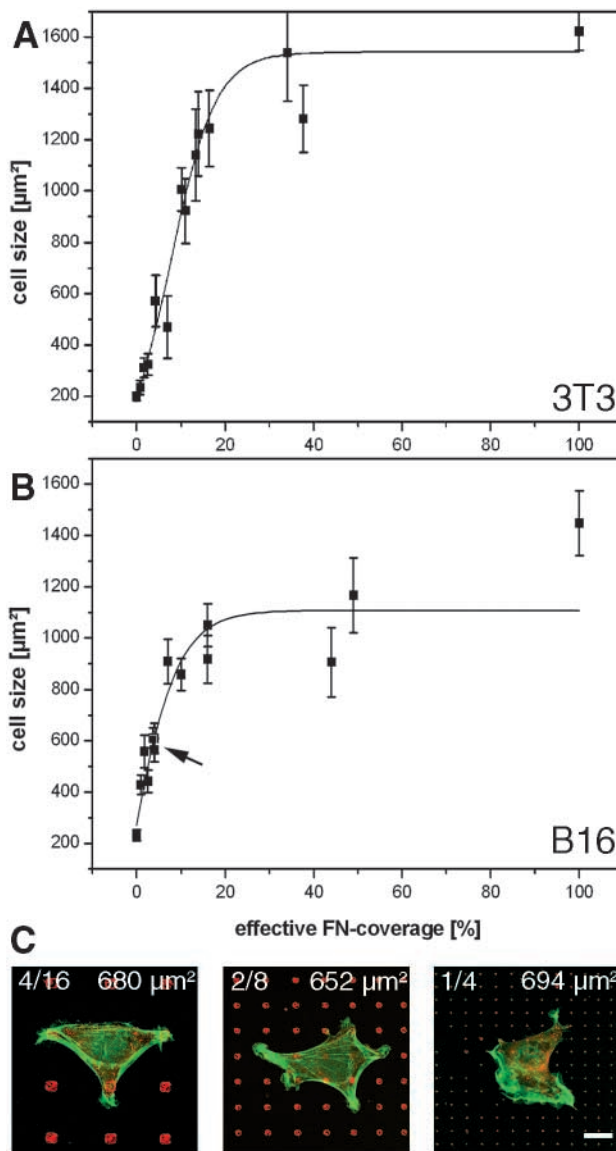 A
1600
1400
1200
1000
800
600
400
200
cell size [µm²]
0 20 40 60 80 100
3T3
B
1600
1400
1200
1000
800
600
400
200
cell size [µm²]
0 20 40 60 80 100
B16
effective FN-coverage [%]
C
4/16 680 µm²
2/8 652 µm²
1/4 694 µm²